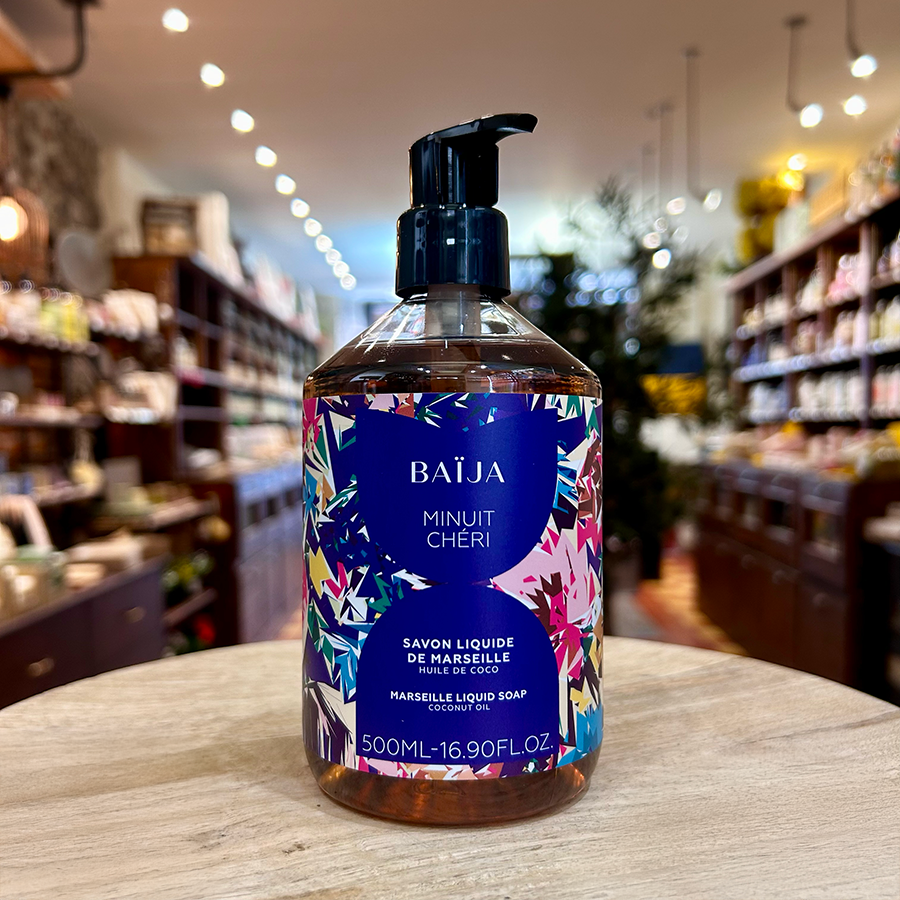 BAÏJA
MINUIT
CHÉRI
SAVON LIQUIDE
DE MARSEILLE
HUILE DE COCO
MARSEILLE LIQUID SOAP
COCONUT OIL
500ML-16.90FL.OZ.